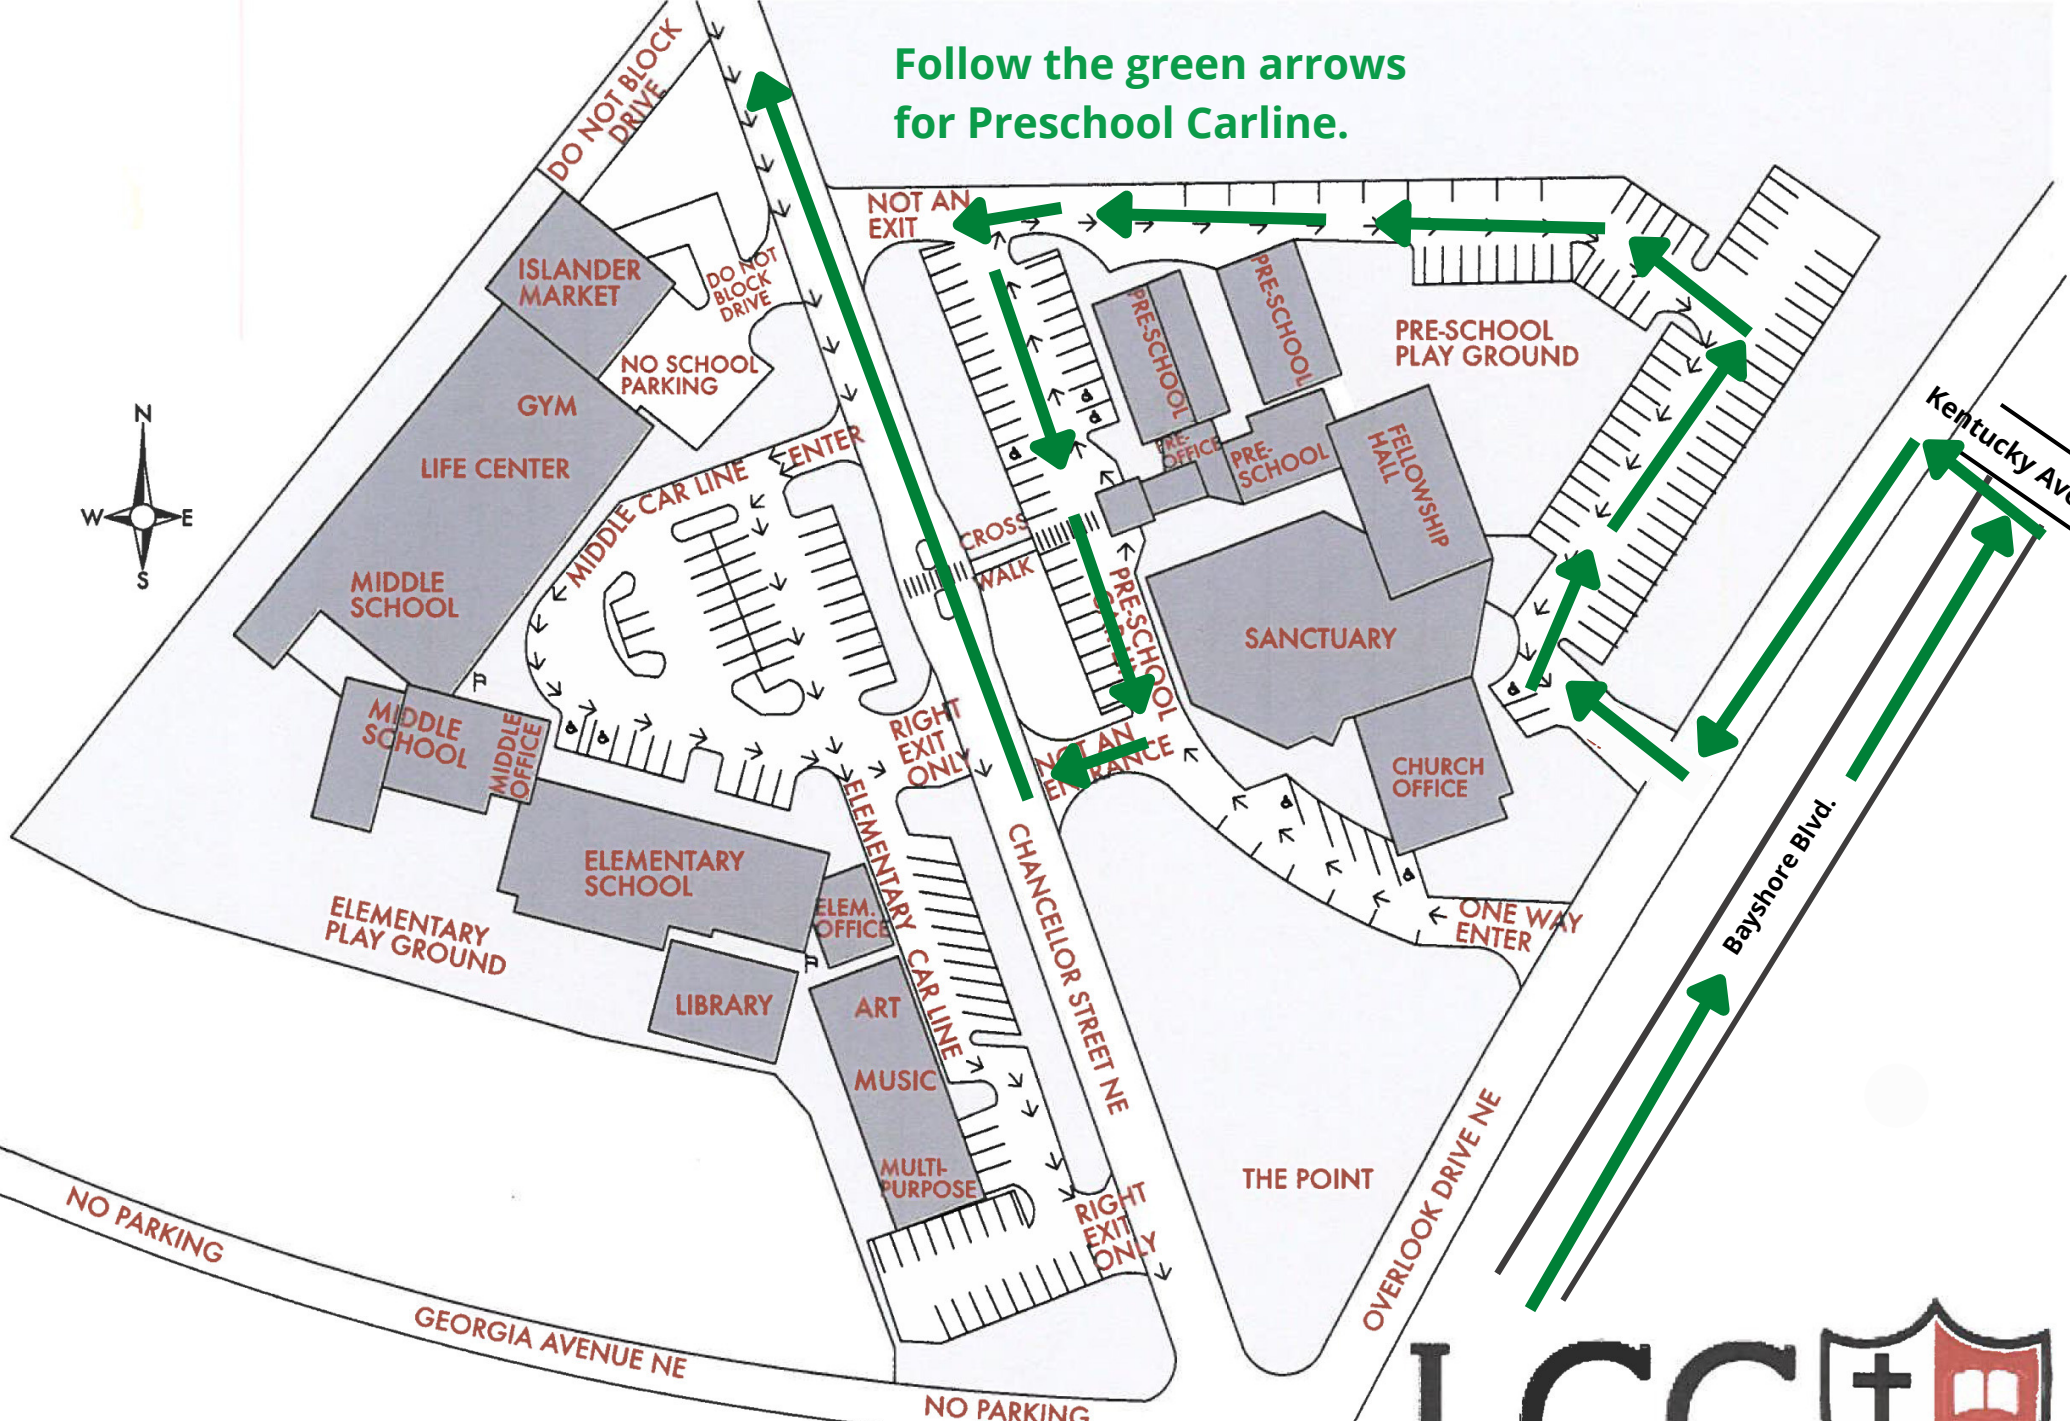 Follow the green arrows
for Preschool Carline.
DO NOT BLOCK
DRIVE
NOT AN
EXIT
ISLANDER
MARKET
DO NOT
BLOCK
DRIVE
NO SCHOOL
PARKING
PRE-SCHOOL
PRE-SCHOOL
PRE-SCHOOL
PLAY GROUND
Kentucky Ave
N
W
E
S
GYM
LIFE CENTER
MIDDLE CAR LINE
ENTER
PRE-
OFFICE
PRE-
SCHOOL
FELLOWSHIP
HALL
CROSS
WALK
MIDDLE
SCHOOL
PRE-SCHOOL
SANCTUARY
MIDDLE
SCHOOL
MIDDLE
OFFICE
RIGHT
EXIT
ONLY
NOT AN
ENTRANCE
CHURCH
OFFICE
Bayshore Blvd.
ELEMENTARY
SCHOOL
ELEM.
OFFICE
ELEMENTARY CAR LINE
CHANCELLOR STREET NE
ONE WAY
ENTER
ELEMENTARY
PLAY GROUND
LIBRARY
ART
MUSIC
MULTI-
PURPOSE
THE POINT
OVERLOOK DRIVE NE
RIGHT
EXIT
ONLY
NO PARKING
GEORGIA AVENUE NE
NO PARKING